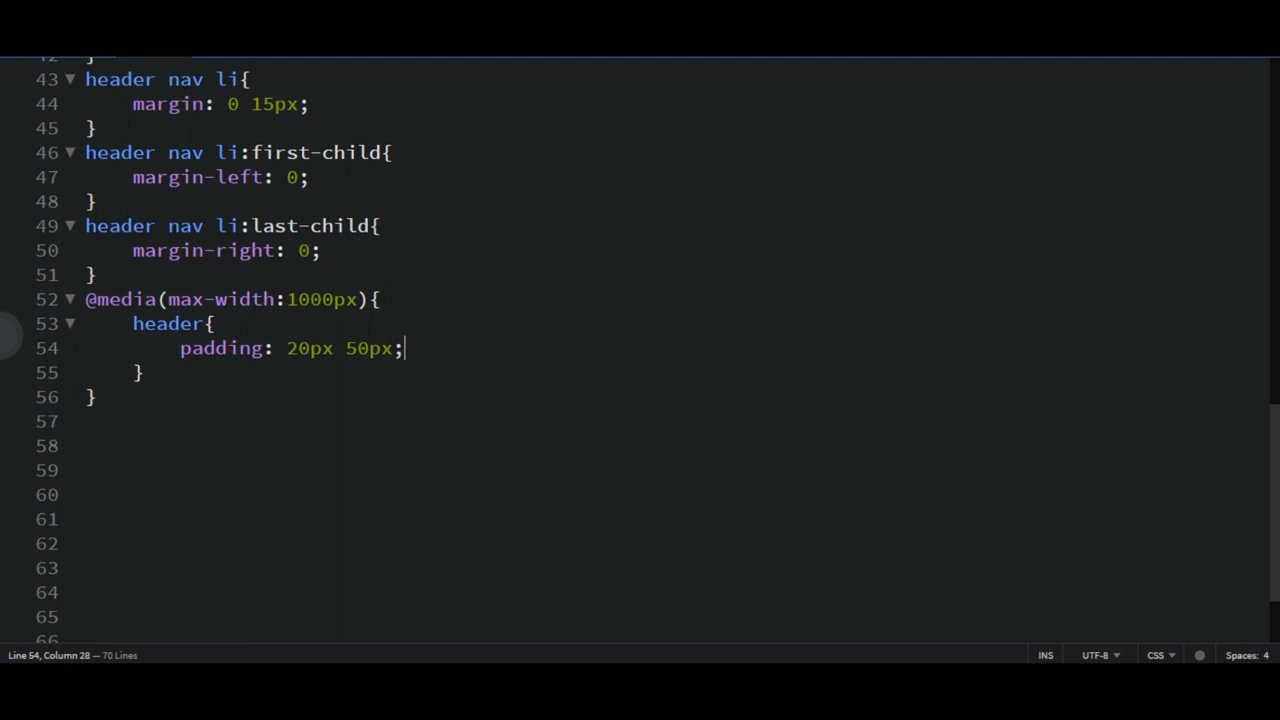 42 }
43 ▼ header nav li{
44 margin: 0 15px;
45 }
46 ▼ header nav li:first-child{
47 margin-left: 0;
48 }
49 ▼ header nav li:last-child{
50 margin-right: 0;
51 }
52 ▼ @media(max-width:1000px){
53 ▼ header{
54 padding: 20px 50px;
55 }
56 }
57
58
59
60
61
62
63
64
65
66
Line 54, Column 28 — 70 Lines INS UTF-8 ▼ CSS ▼ Spaces: 4